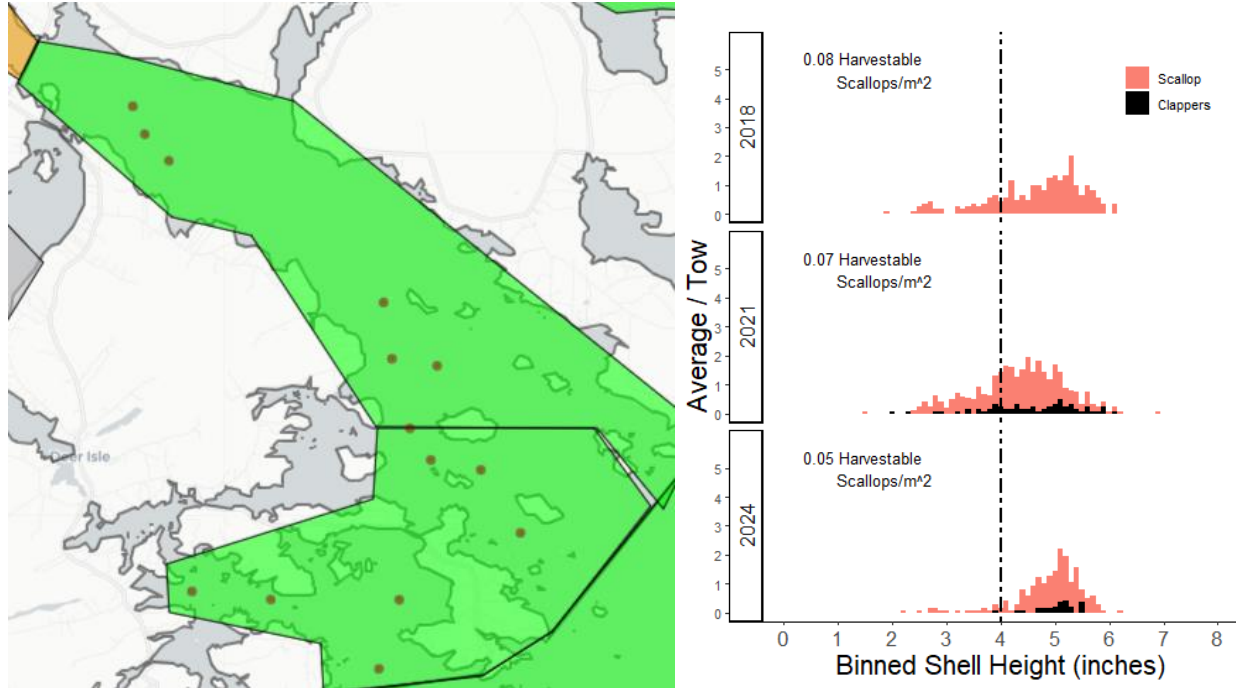 Deer Isle
0.08 Harvestable
Scallops/m^2
Scallop
Clappers
2018
5
4
3
2
1
0
0.07 Harvestable
Scallops/m^2
2021
5
4
3
2
1
0
0.05 Harvestable
Scallops/m^2
2024
5
4
3
2
1
0
Average / Tow
0 1 2 3 4 5 6 7 8
Binned Shell Height (inches)